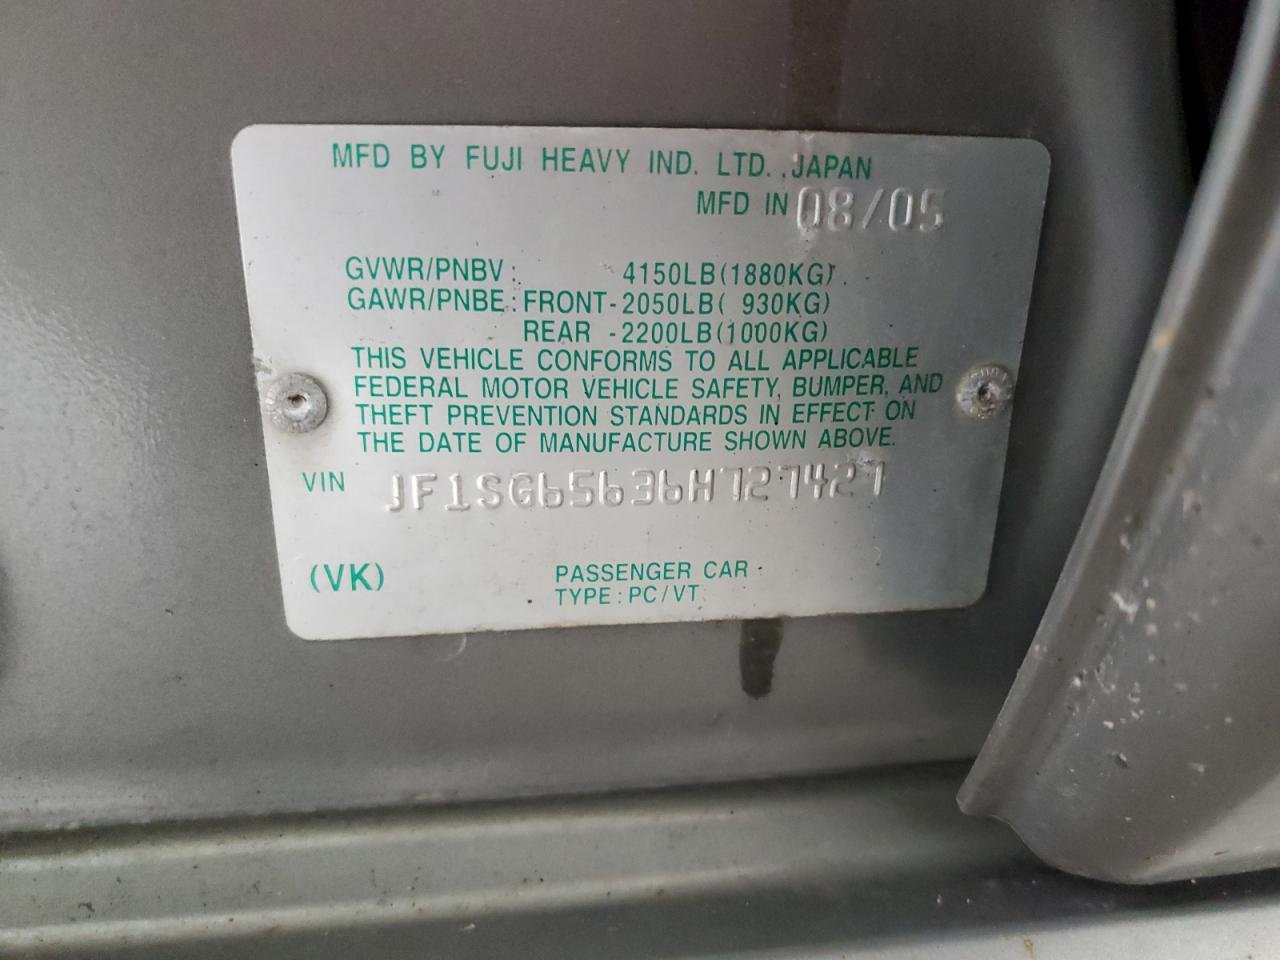 MFD BY FUJI HEAVY IND. LTD. ,JAPAN
MFD IN 08/05
GVWR/PNBV : 4150LB(1880KG)
GAWR/PNBE : FRONT-2050LB( 930KG)
REAR -2200LB(1000KG)
THIS VEHICLE CONFORMS TO ALL APPLICABLE
FEDERAL MOTOR VEHICLE SAFETY, BUMPER, AND
THEFT PREVENTION STANDARDS IN EFFECT ON
THE DATE OF MANUFACTURE SHOWN ABOVE.
VIN JF1SG65636H727427
(VK) PASSENGER CAR
TYPE : PC/VT